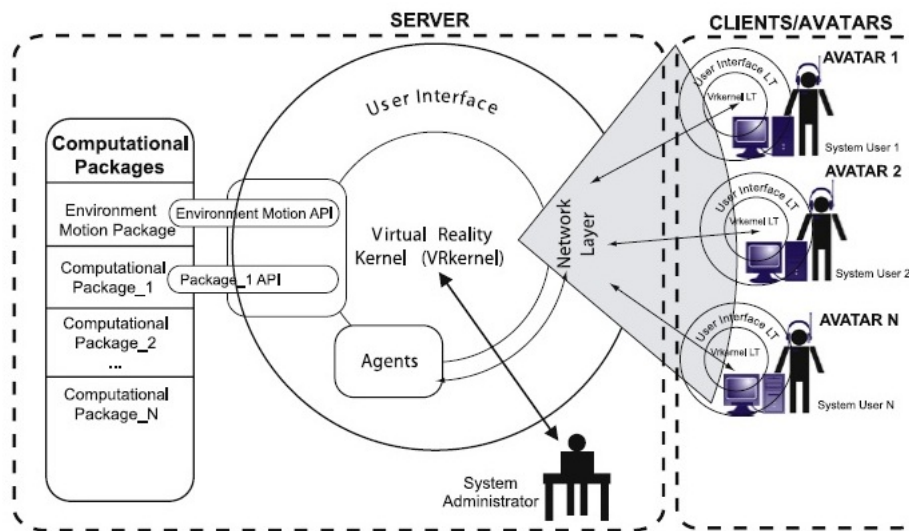 SERVER
CLIENTS/AVATARS
Computational
Packages
Environment
Motion Package
Computational
Package_1
Computational
Package_2
...
Computational
Package_N
Environment Motion API
Package_1 API
User Interface
Virtual Reality
Kernel (VRkernel)
Agents
Network
Layer
System
Administrator
User Interface LT
Vrkernel LT
AVATAR 1
System User 1
User Interface LT
Vrkernel LT
AVATAR 2
System User 2
User Interface LT
Vrkernel LT
AVATAR N
System User N